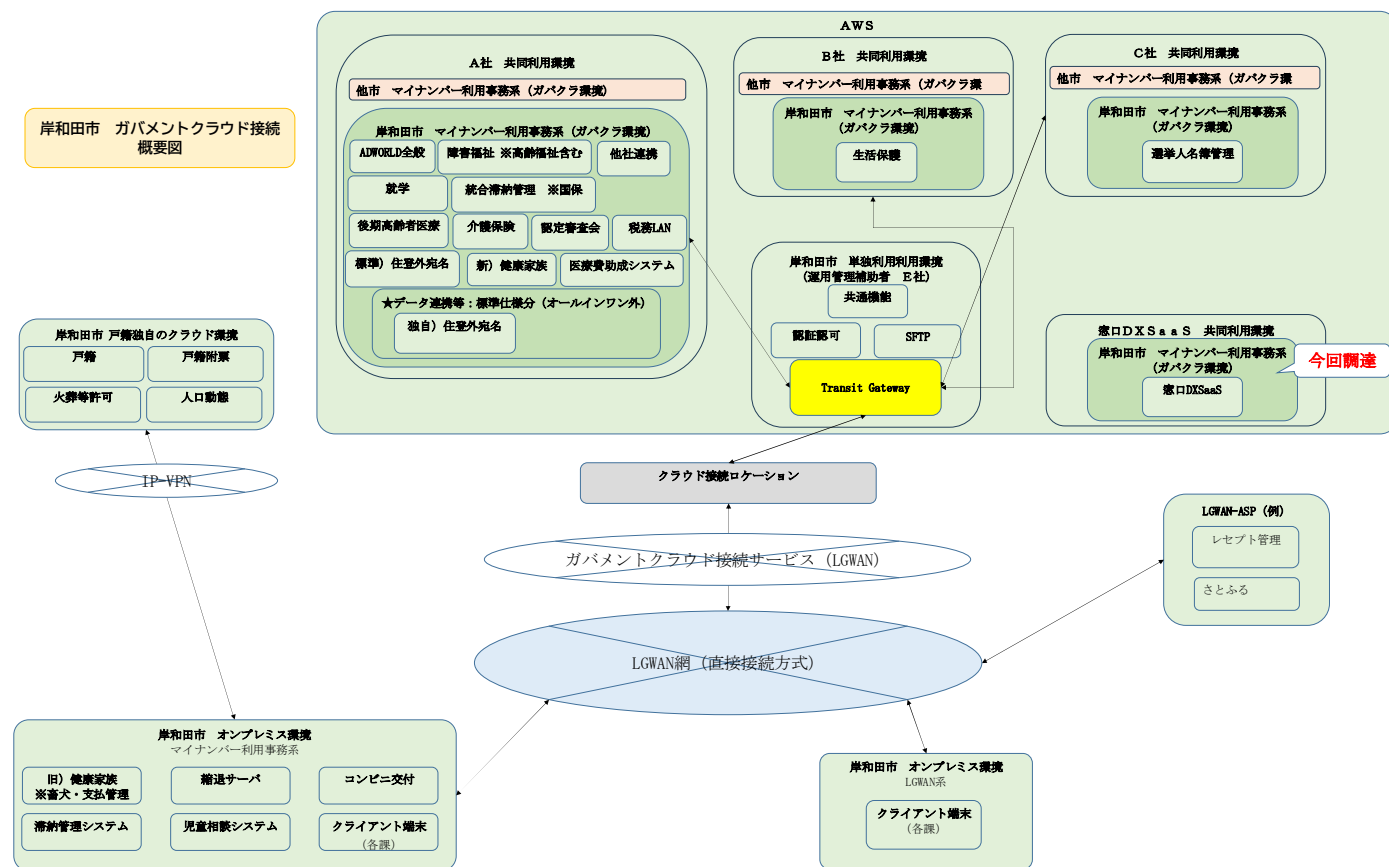 AWS
A社　共同利用環境
他市　マイナンバー利用事務系（ガバクラ環境）
岸和田市　マイナンバー利用事務系（ガバクラ環境）
ADWORLD全般
障害福祉 ※高齢福祉含む
他社連携
就学
統合滞納管理　※国保
後期高齢者医療
介護保険
認定審査会
税務LAN
標準）住登外宛名
新）健康家族
医療費助成システム
★データ連携等：標準仕様分（オールインワン外）
独自）住登外宛名
B社　共同利用環境
他市　マイナンバー利用事務系（ガバクラ環
岸和田市　マイナンバー利用事務系
（ガバクラ環境）
生活保護
C社　共同利用環境
他市　マイナンバー利用事務系（ガバクラ環
岸和田市　マイナンバー利用事務系
（ガバクラ環境）
選挙人名簿管理
岸和田市　ガバメントクラウド接続
概要図
岸和田市　単独利用利用環境
（運用管理補助者　E社）
共通機能
認証認可
SFTP
Transit Gateway
窓口DXSaaS　共同利用環境
岸和田市　マイナンバー利用事務系
（ガバクラ環境）
窓口DXSaaS
今回調達
岸和田市 戸籍独自のクラウド環境
戸籍
戸籍附票
火葬等許可
人口動態
IP-VPN
クラウド接続ロケーション
ガバメントクラウド接続サービス（LGWAN）
LGWAN網（直接接続方式）
LGWAN-ASP（例）
レセプト管理
さとふる
岸和田市　オンプレミス環境
マイナンバー利用事務系
旧）健康家族
※畜犬・支払管理
縮退サーバ
コンビニ交付
滞納管理システム
児童相談システム
クライアント端末
（各課）
岸和田市　オンプレミス環境
LGWAN系
クライアント端末
（各課）